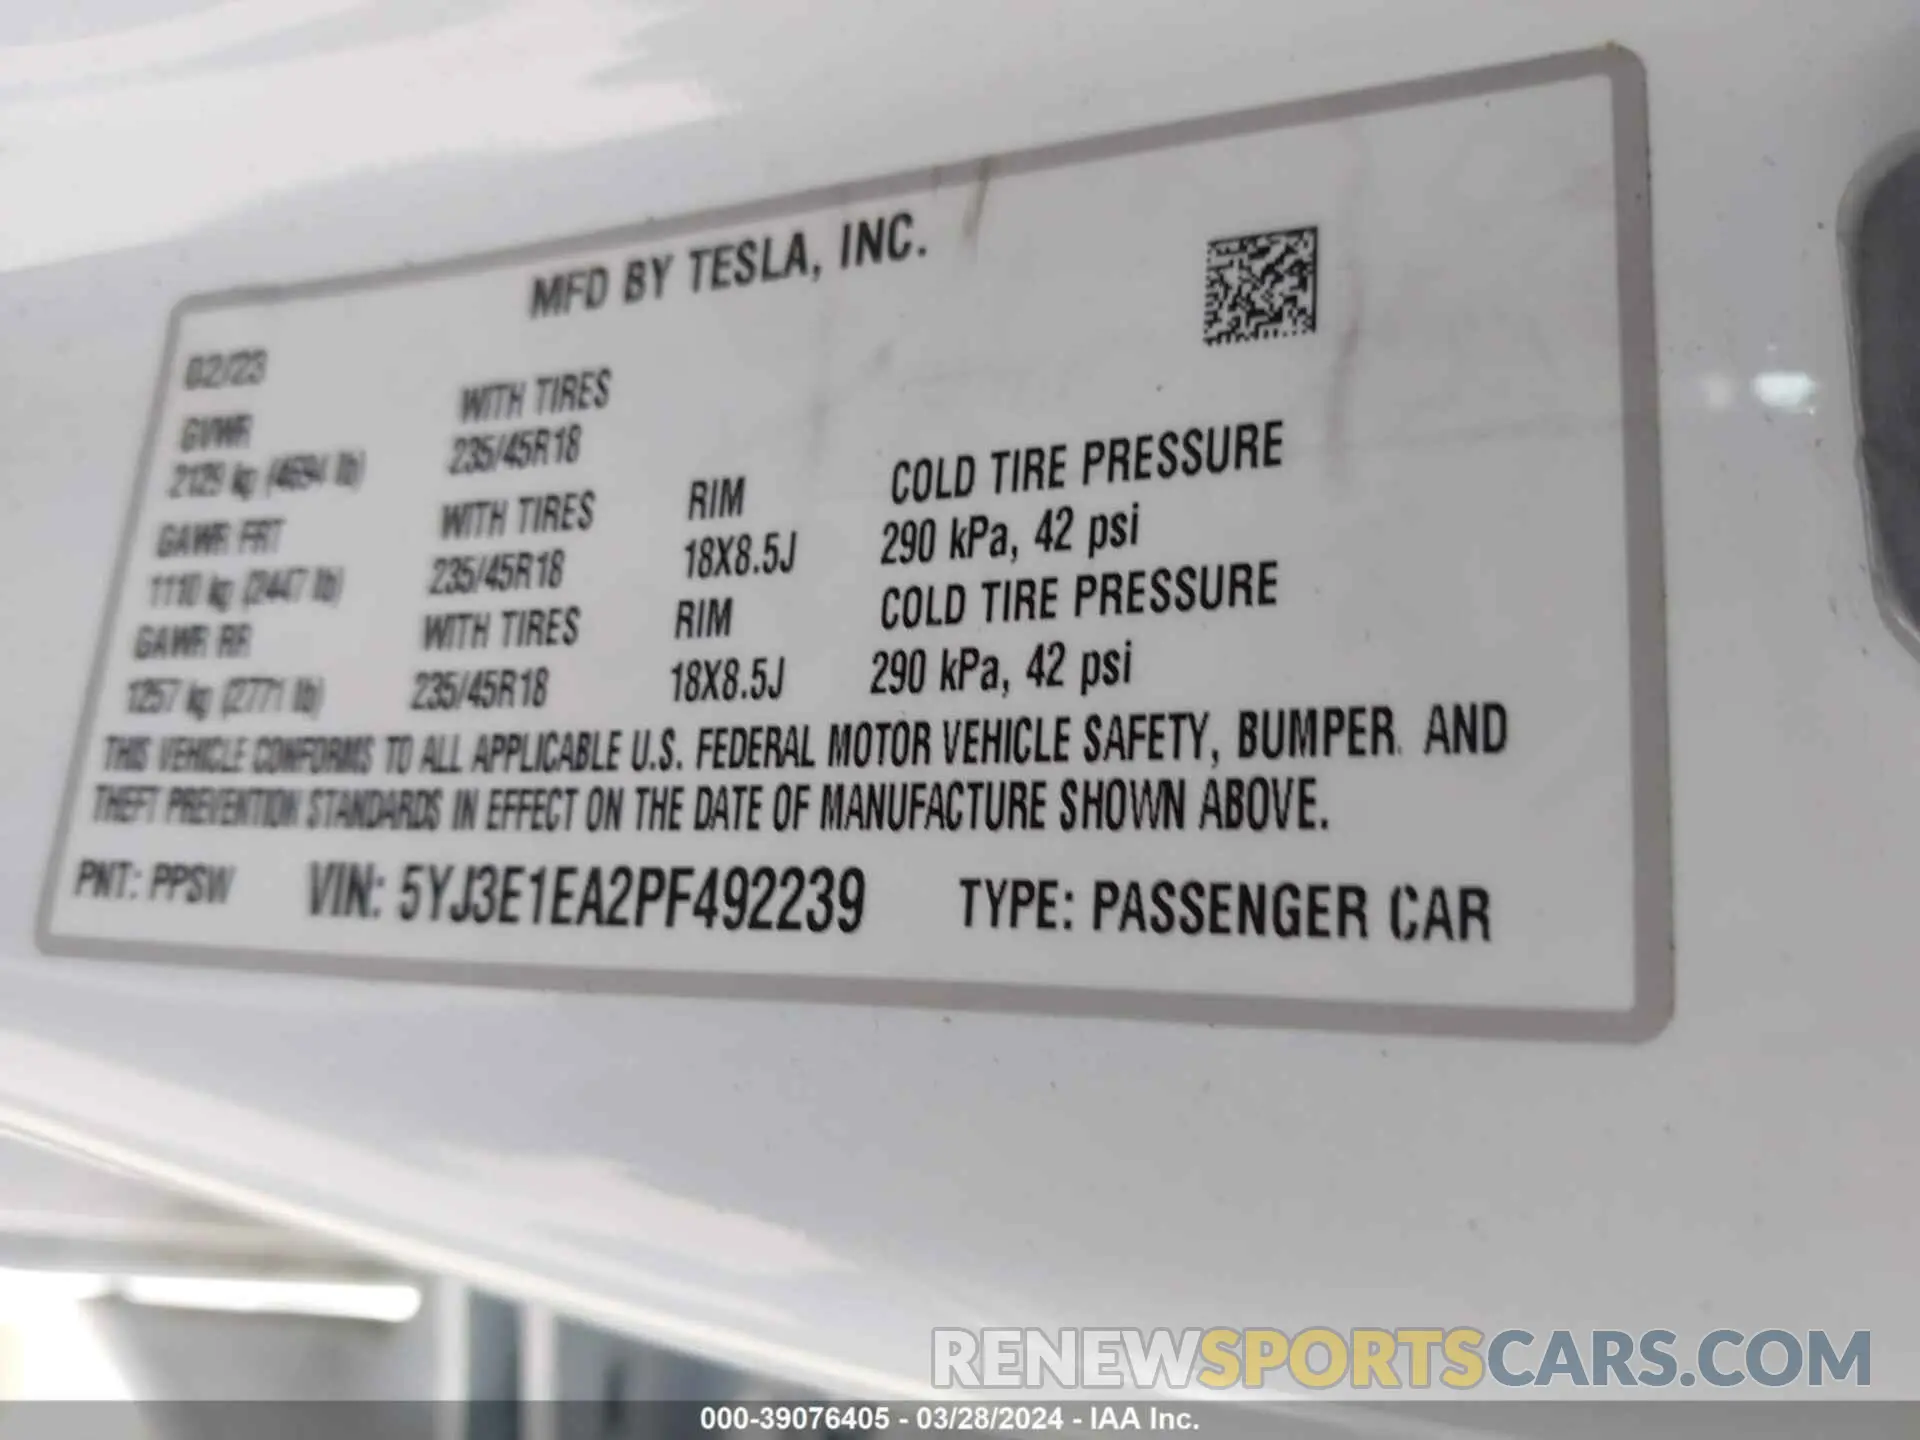 MFD BY TESLA, INC.
02/23
GVWR WITH TIRES
2129 kg (4694 lb) 235/45R18
GAWR FRT WITH TIRES RIM COLD TIRE PRESSURE
1110 kg (2447 lb) 235/45R18 18X8.5J 290 kPa, 42 psi
GAWR RR WITH TIRES RIM COLD TIRE PRESSURE
1257 kg (2771 lb) 235/45R18 18X8.5J 290 kPa, 42 psi
THIS VEHICLE CONFORMS TO ALL APPLICABLE U.S. FEDERAL MOTOR VEHICLE SAFETY, BUMPER, AND
THEFT PREVENTION STANDARDS IN EFFECT ON THE DATE OF MANUFACTURE SHOWN ABOVE.
PNT: PPSW VIN: 5YJ3E1EA2PF492239 TYPE: PASSENGER CAR
RENEWSPORTSCARS.COM
000-39076405 - 03/28/2024 - IAA Inc.